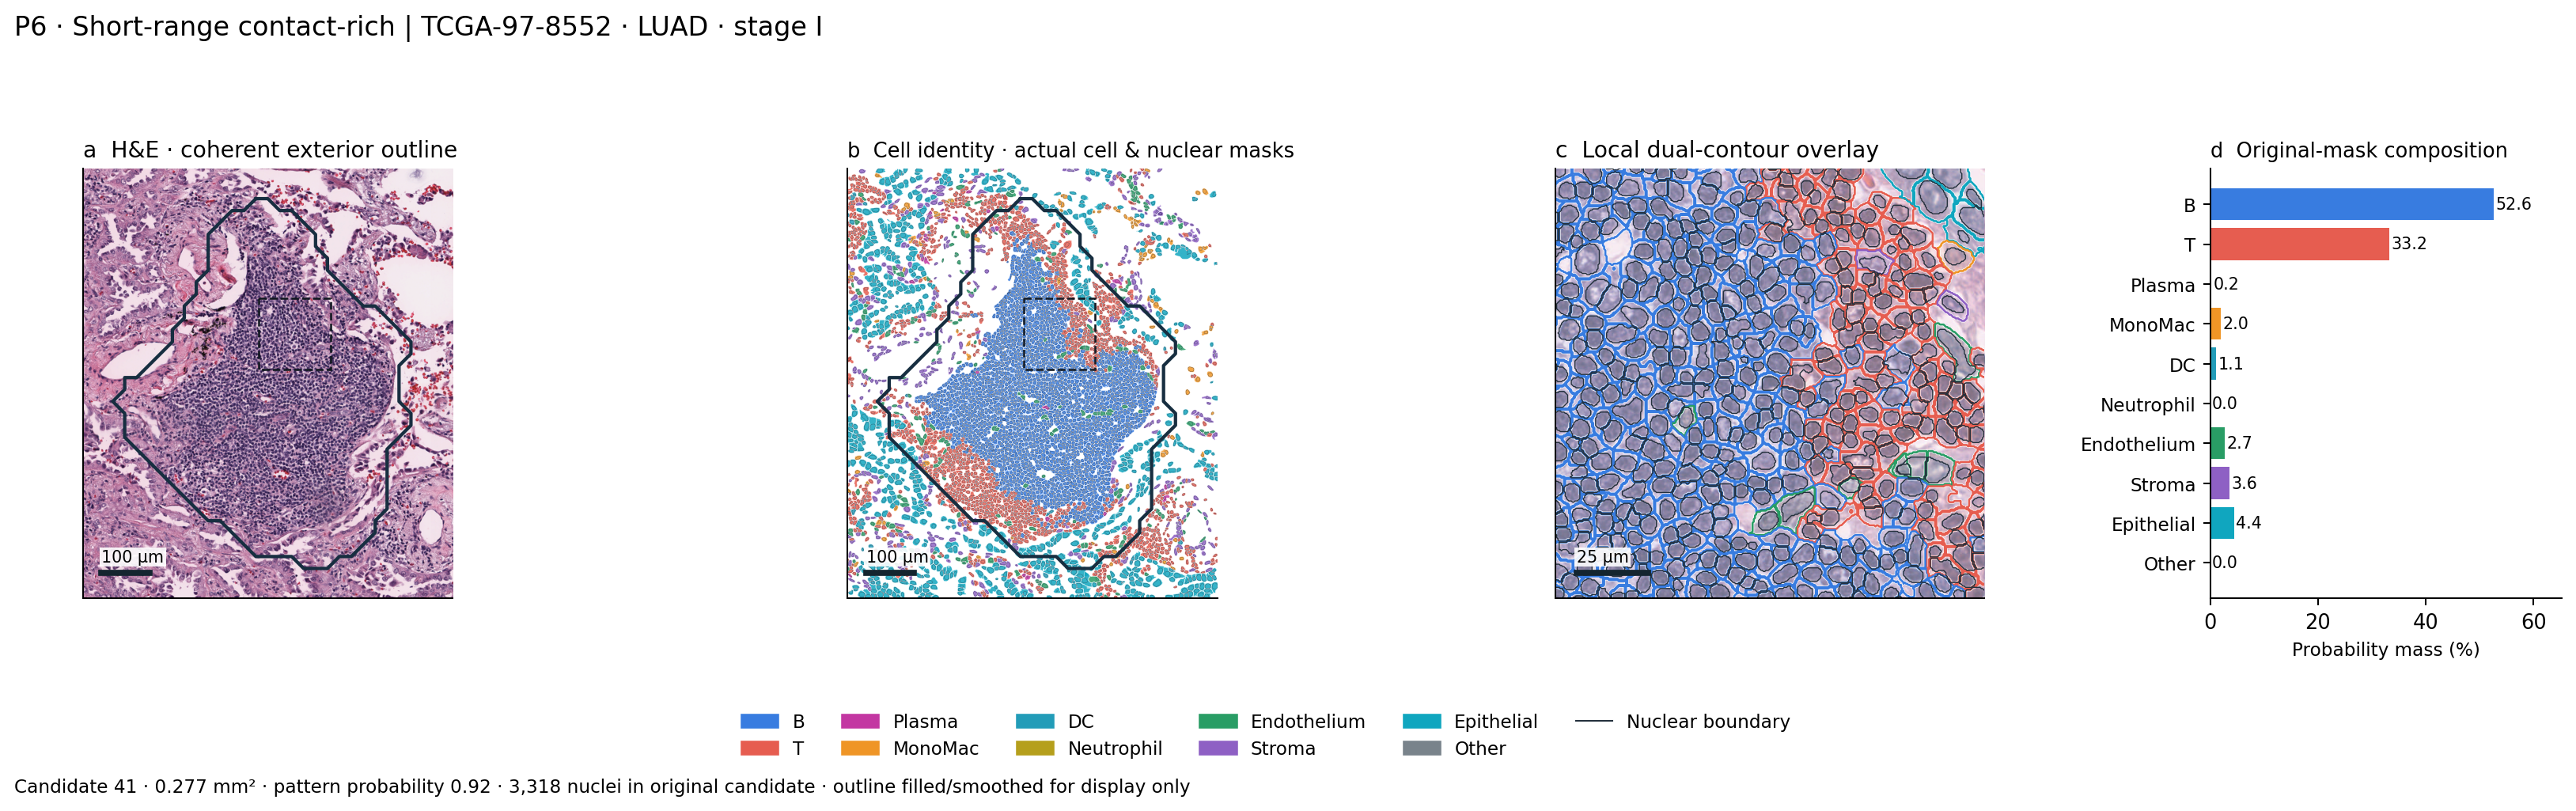 P6 · Short-range contact-rich | TCGA-97-8552 · LUAD · stage I
a H&E · coherent exterior outline
100 µm
b Cell identity · actual cell & nuclear masks
100 µm
c Local dual-contour overlay
25 µm
d Original-mask composition
B 52.6
T 33.2
Plasma 0.2
MonoMac 2.0
DC 1.1
Neutrophil 0.0
Endothelium 2.7
Stroma 3.6
Epithelial 4.4
Other 0.0
0 20 40 60
Probability mass (%)
B Plasma DC Endothelium Epithelial Nuclear boundary
T MonoMac Neutrophil Stroma Other
Candidate 41 · 0.277 mm² · pattern probability 0.92 · 3,318 nuclei in original candidate · outline filled/smoothed for display only